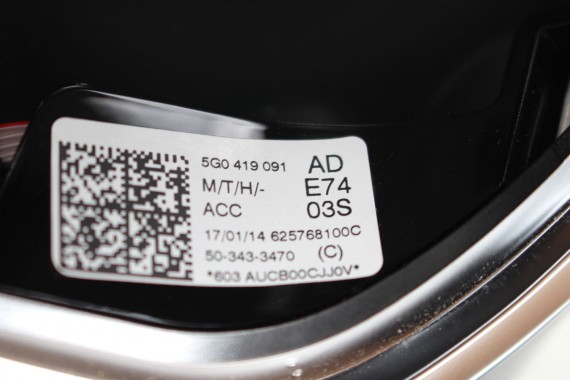 5G0 419 091 AD
M/T/H/- E74
ACC 03S
17/01/14 625768100C
50-343-3470 (C)
*603 AUCB00CJJ0V*